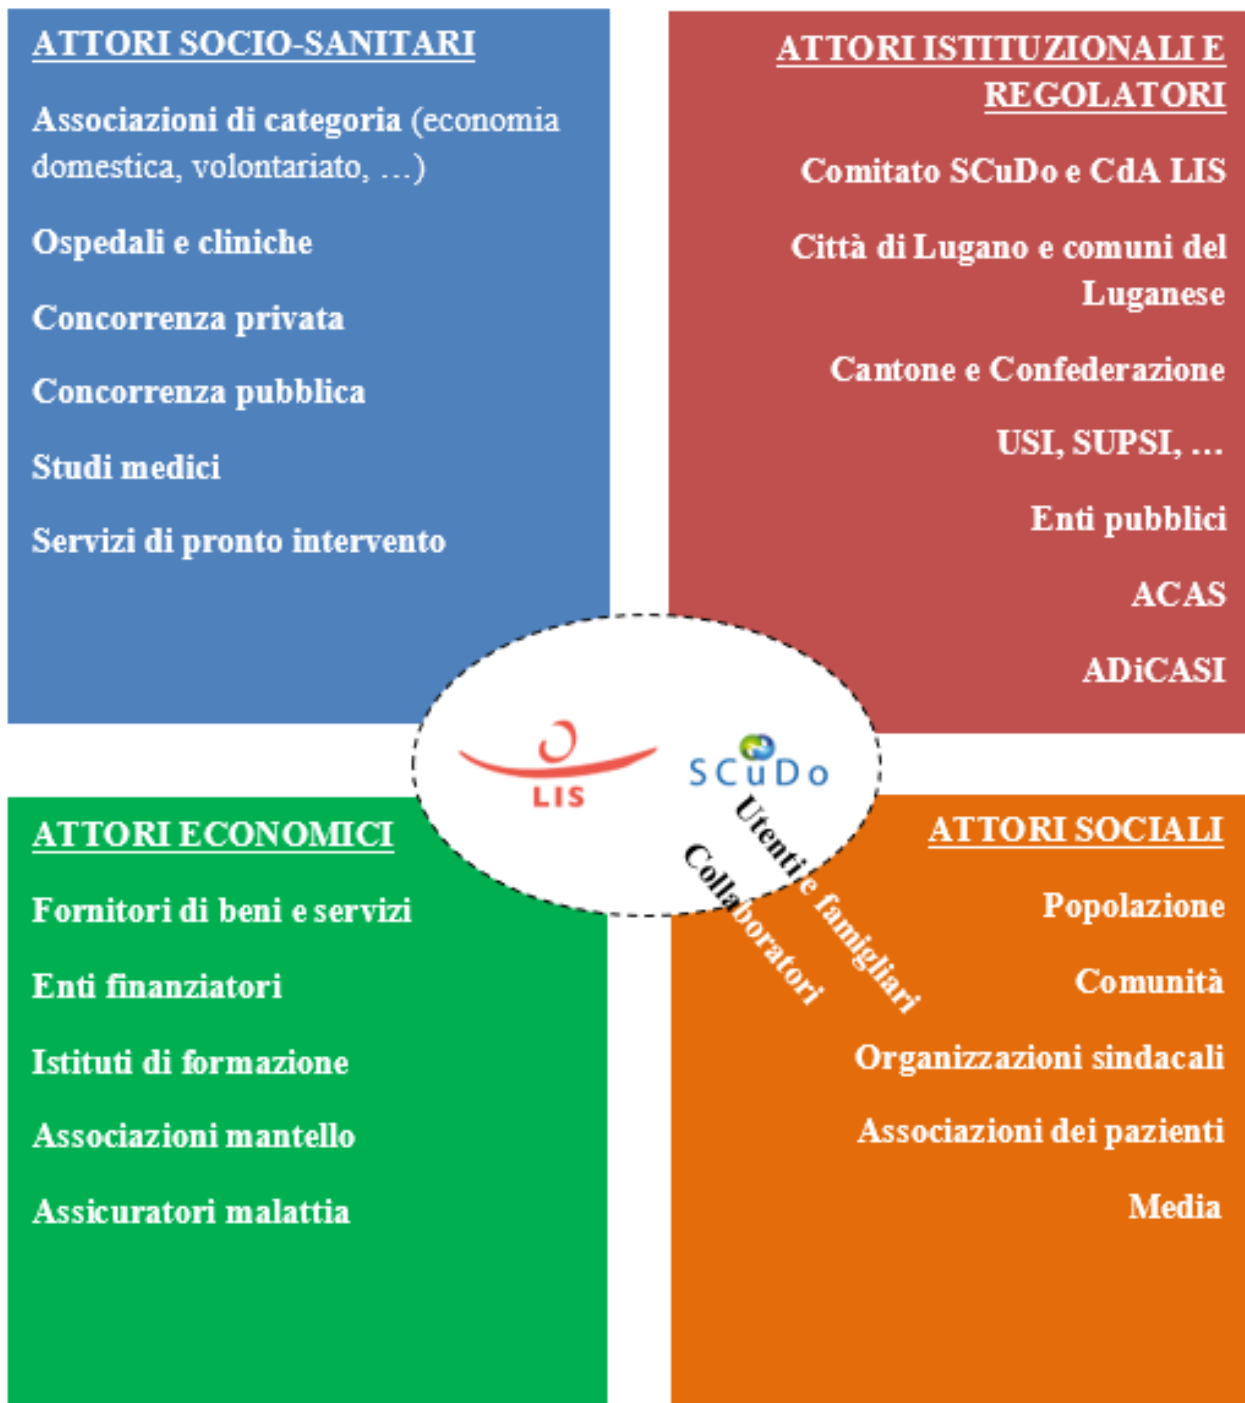 ATTORI SOCIO-SANITARI
Associazioni di categoria (economia
domestica, volontariato, …)
Ospedali e cliniche
Concorrenza privata
Concorrenza pubblica
Studi medici
Servizi di pronto intervento
ATTORI ISTITUZIONALI E
REGOLATORI
Comitato SCuDo e CdA LIS
Città di Lugano e comuni del
Luganese
Cantone e Confederazione
USI, SUPSI, …
Enti pubblici
ACAS
ADiCASI
LIS
SCuDo
Utenti e famigliari
Collaboratori
ATTORI ECONOMICI
Fornitori di beni e servizi
Enti finanziatori
Istituti di formazione
Associazioni mantello
Assicuratori malattia
ATTORI SOCIALI
Popolazione
Comunità
Organizzazioni sindacali
Associazioni dei pazienti
Media